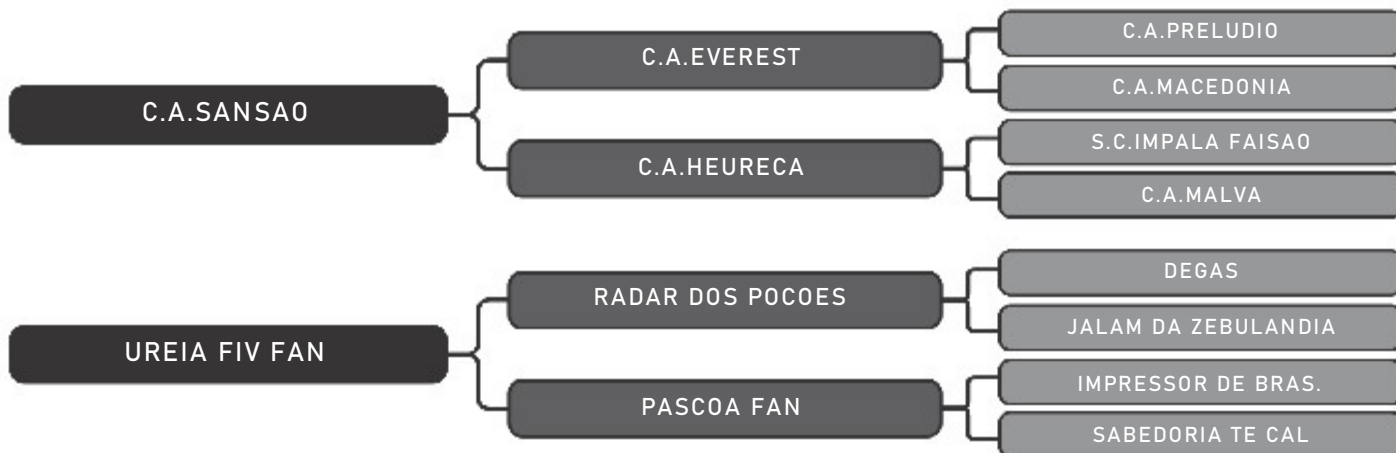 C.A.SANSAO
C.A.EVEREST
C.A.PRELUDIO
C.A.MACEDONIA
C.A.HEURECA
S.C.IMPALA FAISAO
C.A.MALVA
UREIA FIV FAN
RADAR DOS POCOES
DEGAS
JALAM DA ZEBULANDIA
PASCOA FAN
IMPRESSOR DE BRAS.
SABEDORIA TE CAL